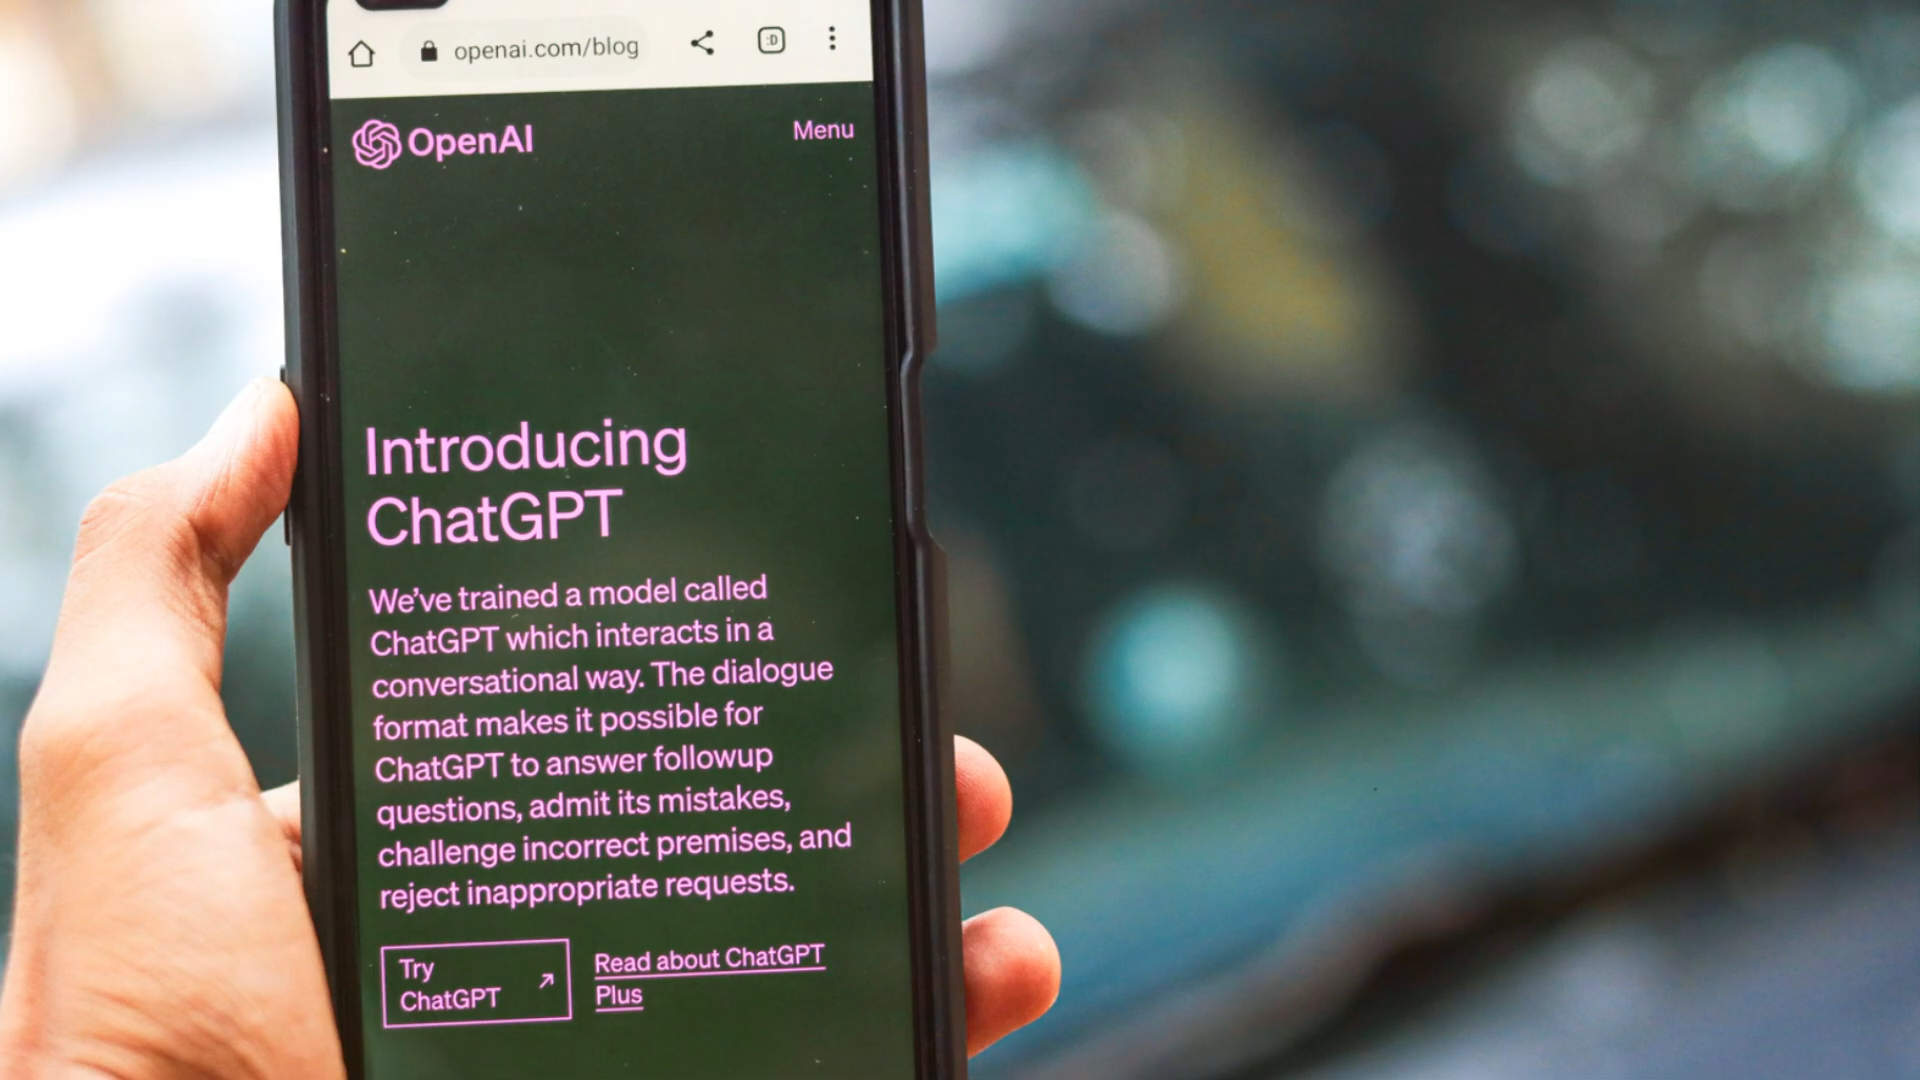 openai.com/blog
:D
OpenAI
Menu
Introducing
ChatGPT
We've trained a model called
ChatGPT which interacts in a
conversational way. The dialogue
format makes it possible for
ChatGPT to answer followup
questions, admit its mistakes,
challenge incorrect premises, and
reject inappropriate requests.
Try
ChatGPT
Read about ChatGPT
Plus